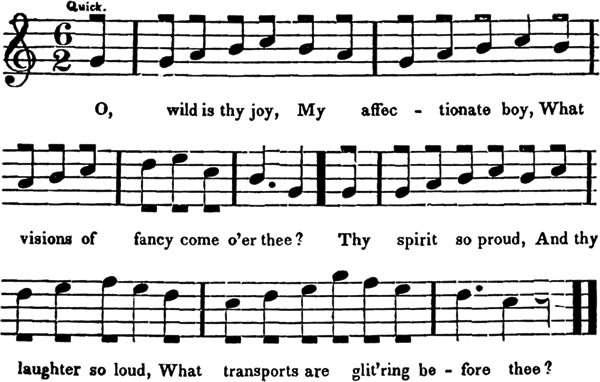 Quick.
6
2
O, wild is thy joy, My affec - tionate boy, What
visions of fancy come o'er thee? Thy spirit so proud, And thy
laughter so loud, What transports are glit'ring be - fore thee?